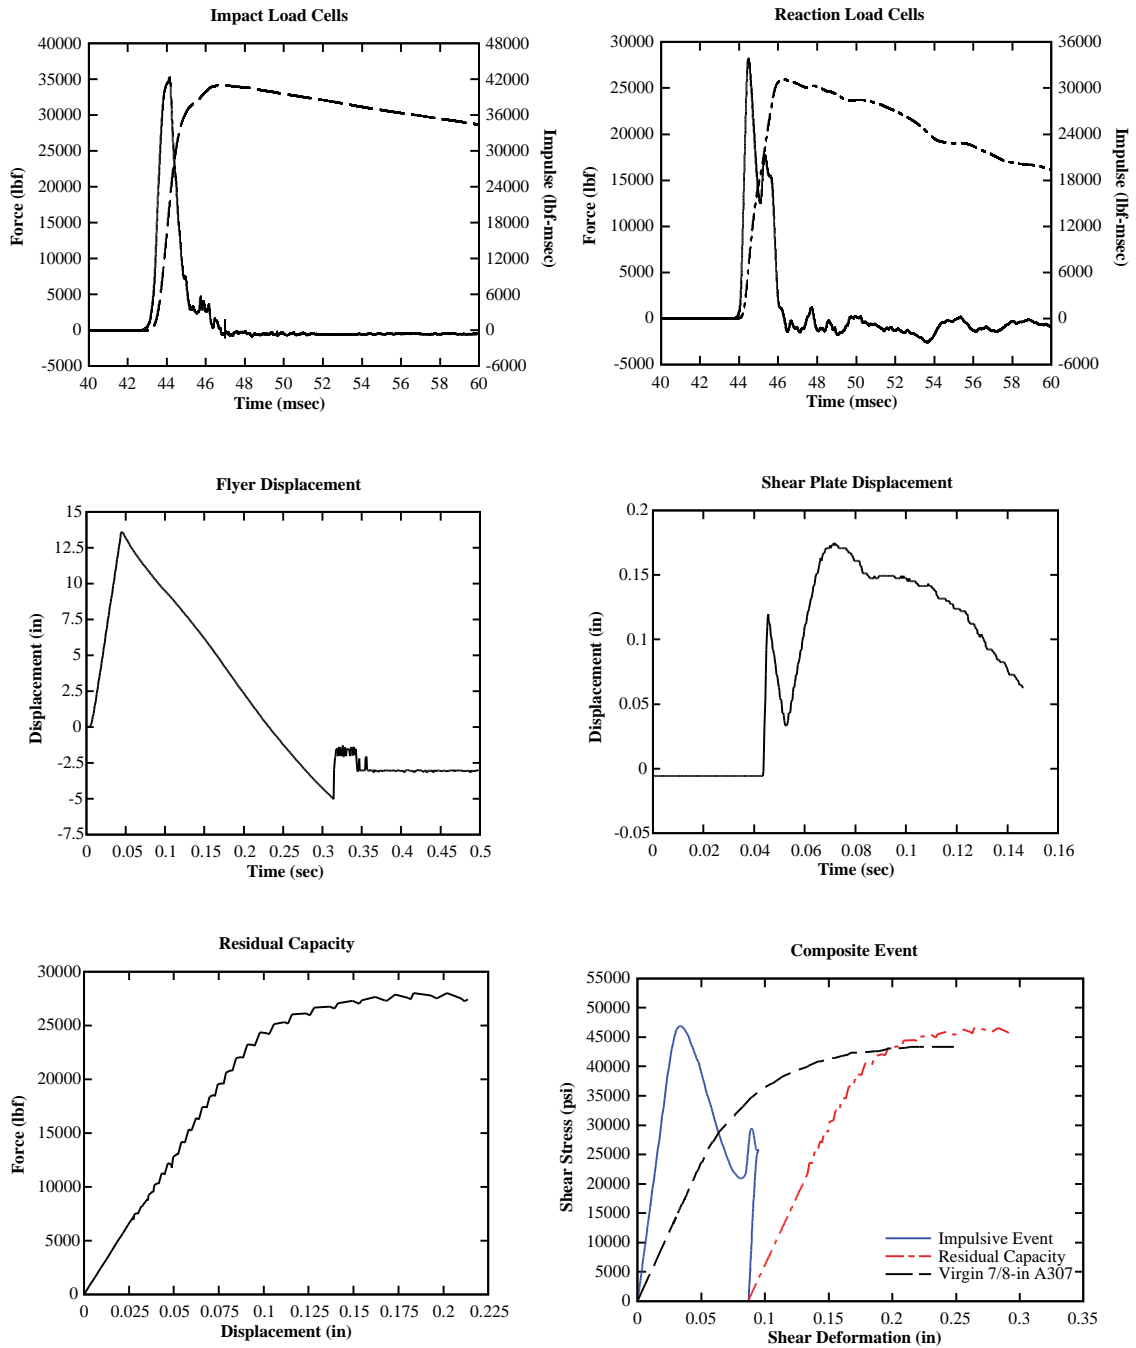 Impact Load Cells
40000
35000
30000
25000
20000
15000
10000
5000
0
-5000
Force (lbf)
48000
42000
36000
30000
24000
18000
12000
6000
0
-6000
Impulse (lbf-msec)
40 42 44 46 48 50 52 54 56 58 60
Time (msec)
Reaction Load Cells
30000
25000
20000
15000
10000
5000
0
-5000
Force (lbf)
36000
30000
24000
18000
12000
6000
0
-6000
Impulse (lbf-msec)
40 42 44 46 48 50 52 54 56 58 60
Time (msec)
Flyer Displacement
15
12.5
10
7.5
5
2.5
0
-2.5
-5
-7.5
Displacement (in)
0 0.05 0.1 0.15 0.2 0.25 0.3 0.35 0.4 0.45 0.5
Time (sec)
Shear Plate Displacement
0.2
0.15
0.1
0.05
0
-0.05
Displacement (in)
0 0.02 0.04 0.06 0.08 0.1 0.12 0.14 0.16
Time (sec)
Residual Capacity
30000
25000
20000
15000
10000
5000
0
Force (lbf)
0 0.025 0.05 0.075 0.1 0.125 0.15 0.175 0.2 0.225
Displacement (in)
Composite Event
55000
50000
45000
40000
35000
30000
25000
20000
15000
10000
5000
0
Shear Stress (psi)
Impulsive Event
Residual Capacity
Virgin 7/8-in A307
0 0.05 0.1 0.15 0.2 0.25 0.3 0.35
Shear Deformation (in)